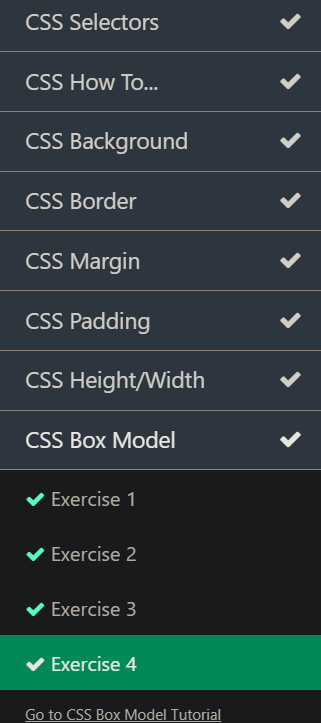 CSS Selectors
CSS How To...
CSS Background
CSS Border
CSS Margin
CSS Padding
CSS Height/Width
CSS Box Model
Exercise 1
Exercise 2
Exercise 3
Exercise 4
Go to CSS Box Model Tutorial